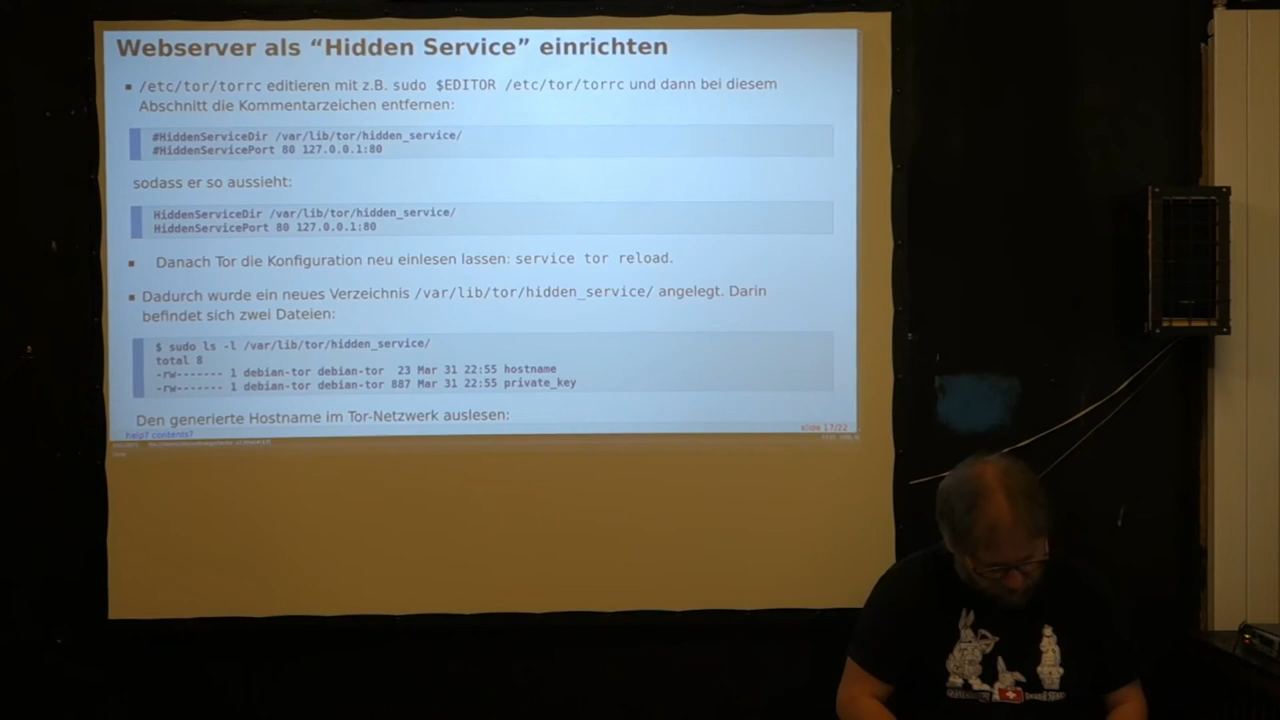 Webserver als “Hidden Service” einrichten
▪ /etc/tor/torrc editieren mit z.B. sudo $EDITOR /etc/tor/torrc und dann bei diesem
Abschnitt die Kommentarzeichen entfernen:
#HiddenServiceDir /var/lib/tor/hidden_service/
#HiddenServicePort 80 127.0.0.1:80
sodass er so aussieht:
HiddenServiceDir /var/lib/tor/hidden_service/
HiddenServicePort 80 127.0.0.1:80
▪ Danach Tor die Konfiguration neu einlesen lassen: service tor reload.
▪ Dadurch wurde ein neues Verzeichnis /var/lib/tor/hidden_service/ angelegt. Darin
befindet sich zwei Dateien:
$ sudo ls -l /var/lib/tor/hidden_service/
total 8
-rw------- 1 debian-tor debian-tor  23 Mar 31 22:55 hostname
-rw------- 1 debian-tor debian-tor 887 Mar 31 22:55 private_key
Den generierte Hostname im Tor-Netzwerk auslesen:
help? contents?
slide 17/22